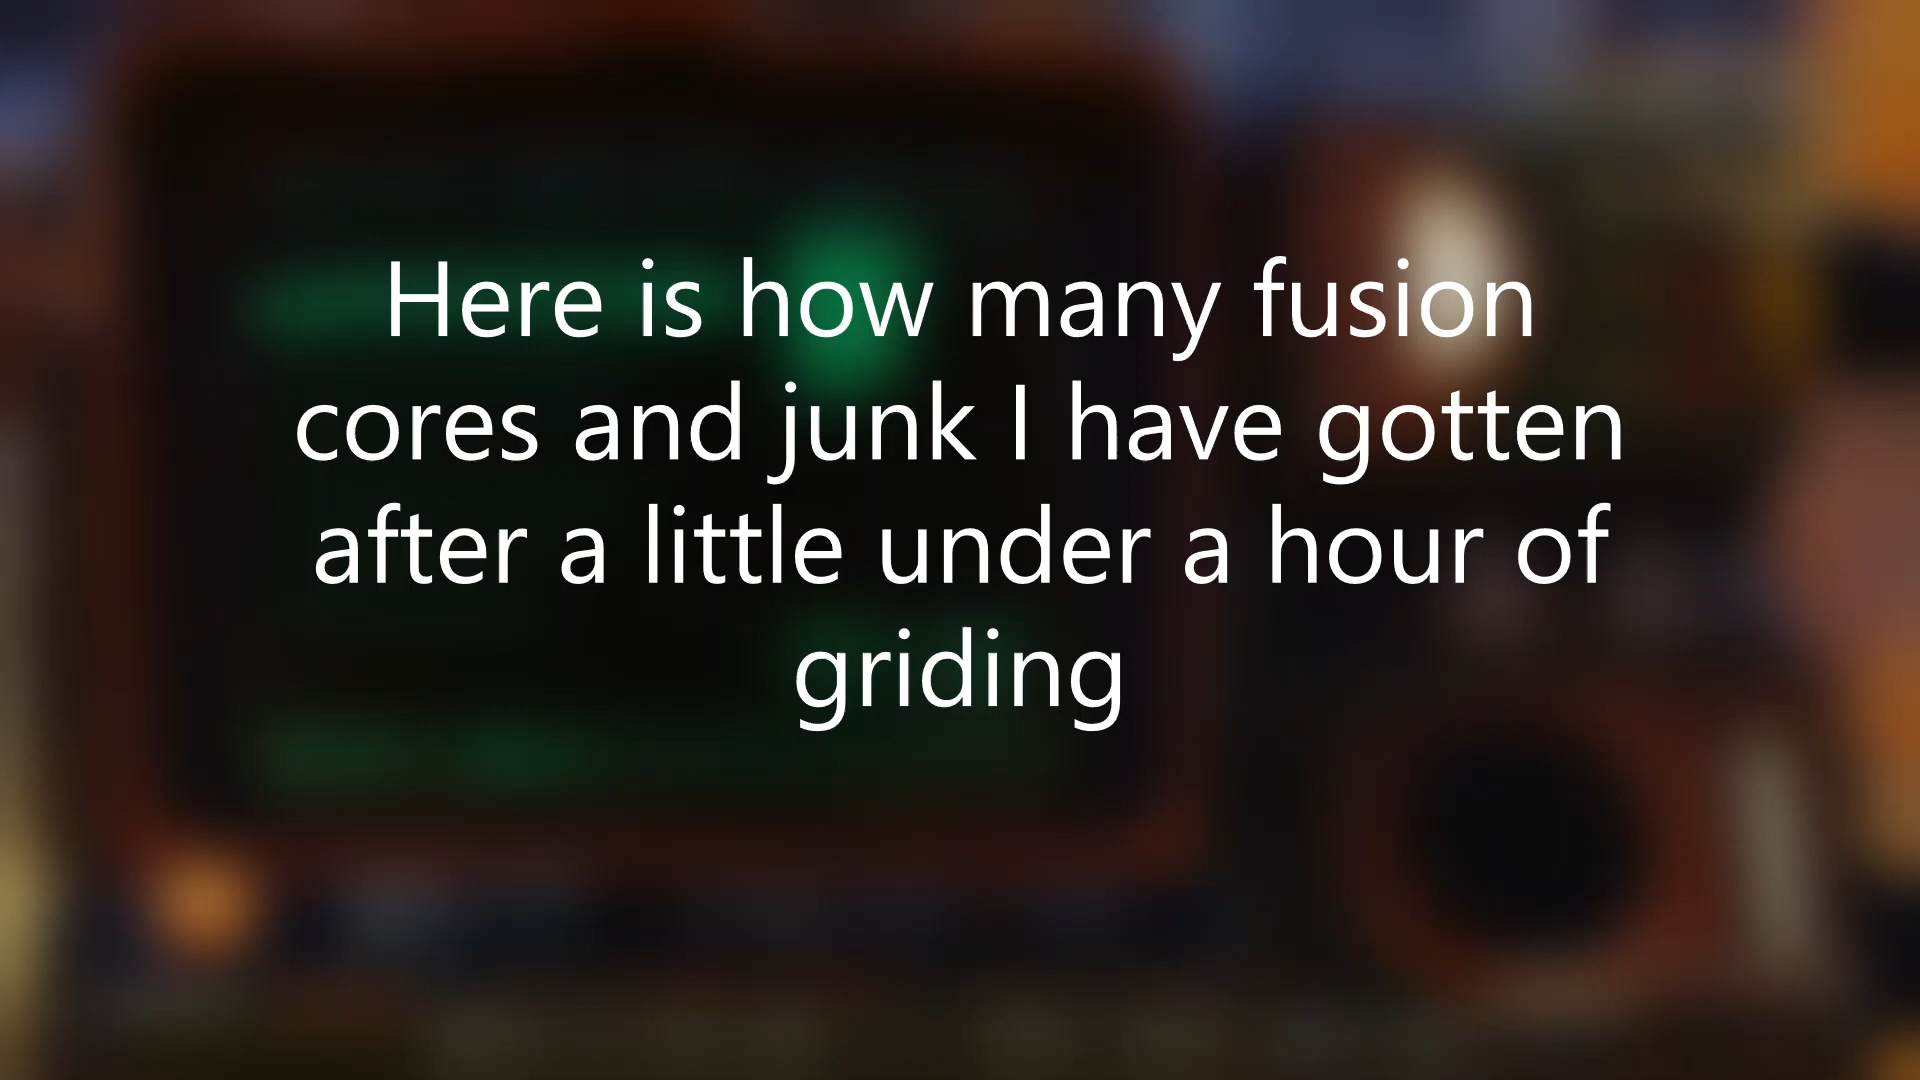 Here is how many fusion
cores and junk I have gotten
after a little under a hour of
griding